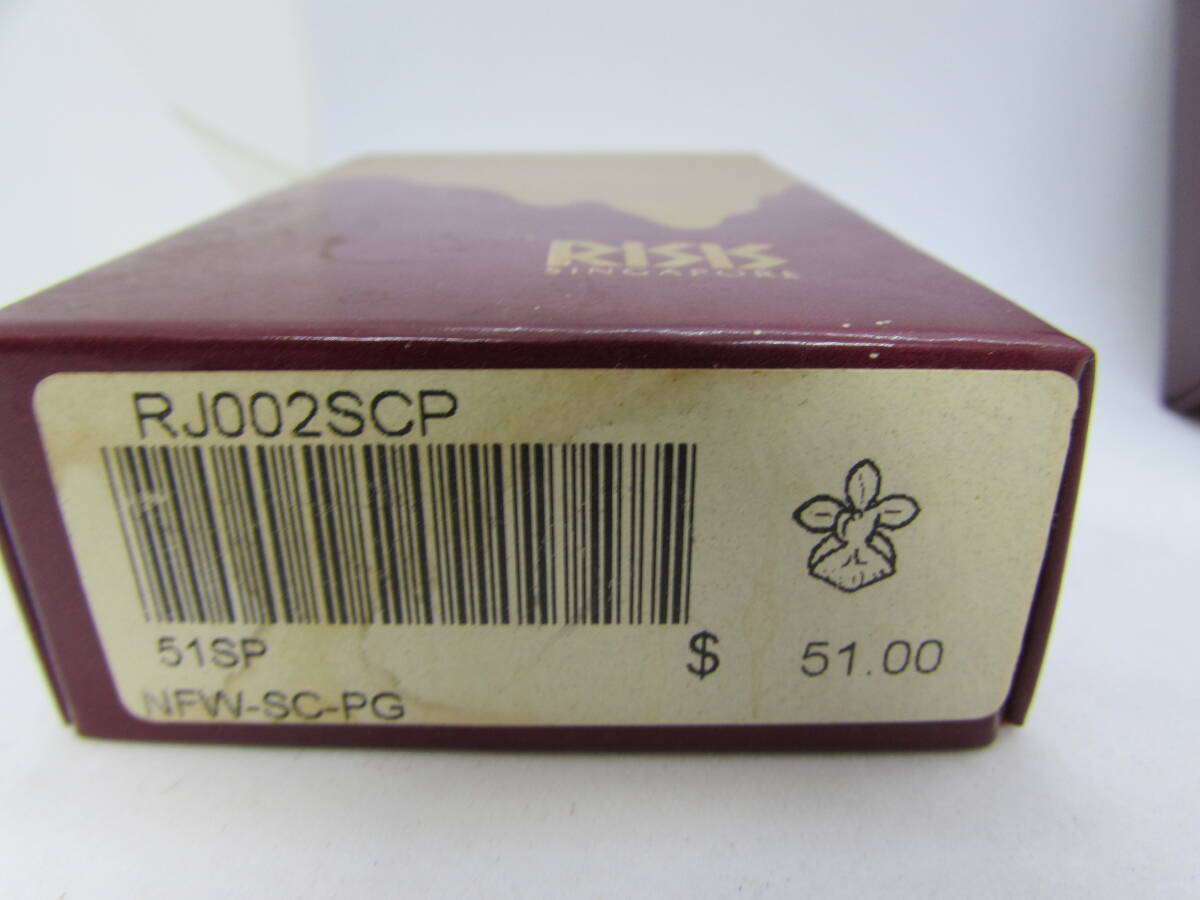 RISIS
SINGAPORE
RJ002SCP
51SP
$ 51.00
NFW-SC-PG